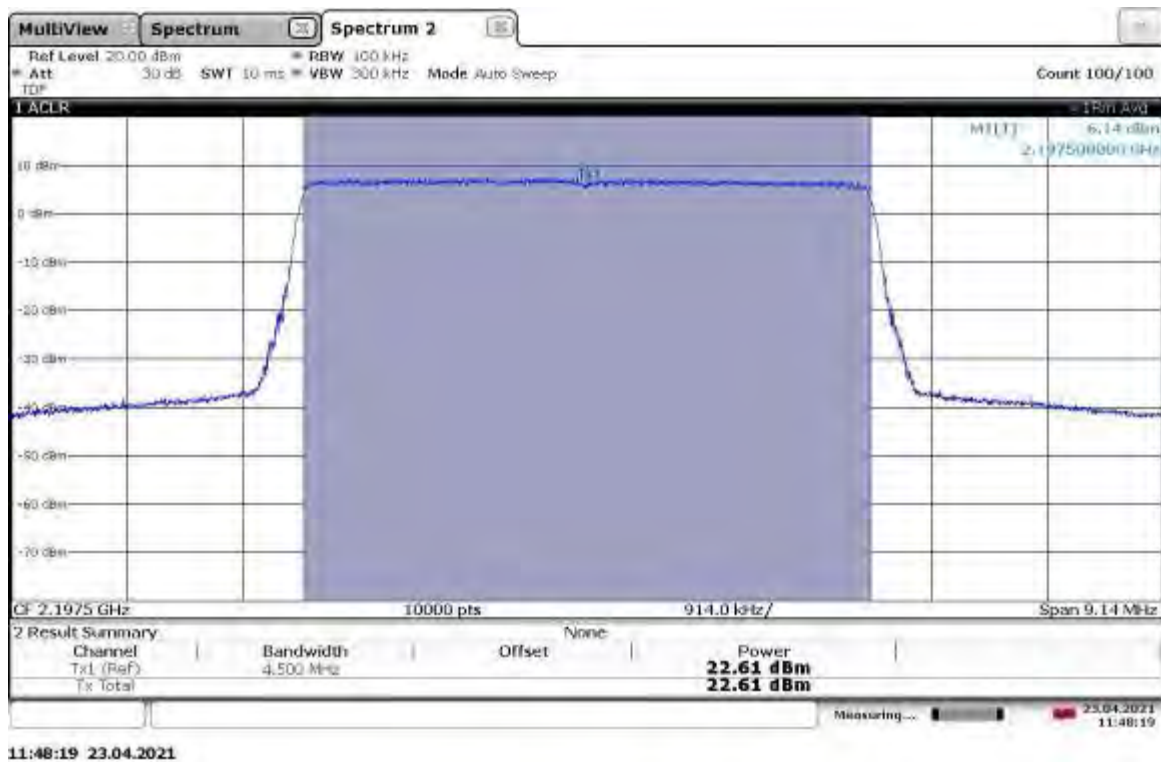 MultiView Spectrum Spectrum 2
Ref Level 20.00 dBm RBW 100 kHz
Att 30 dB SWT 10 ms VBW 300 kHz Mode Auto Sweep Count 100/100
TDF
1 ACLR 1Rm Avg
M1[1] 6.14 dBm
2.197500000 GHz
10 dBm
Tx1
0 dBm
-10 dBm
-20 dBm
-30 dBm
-40 dBm
-50 dBm
-60 dBm
-70 dBm
CF 2.1975 GHz 10000 pts 914.0 kHz/ Span 9.14 MHz
2 Result Summary None
Channel Bandwidth Offset Power
Tx1 (Ref) 4.500 MHz 22.61 dBm
Tx Total 22.61 dBm
Measuring... 23.04.2021
11:48:19
11:48:19 23.04.2021